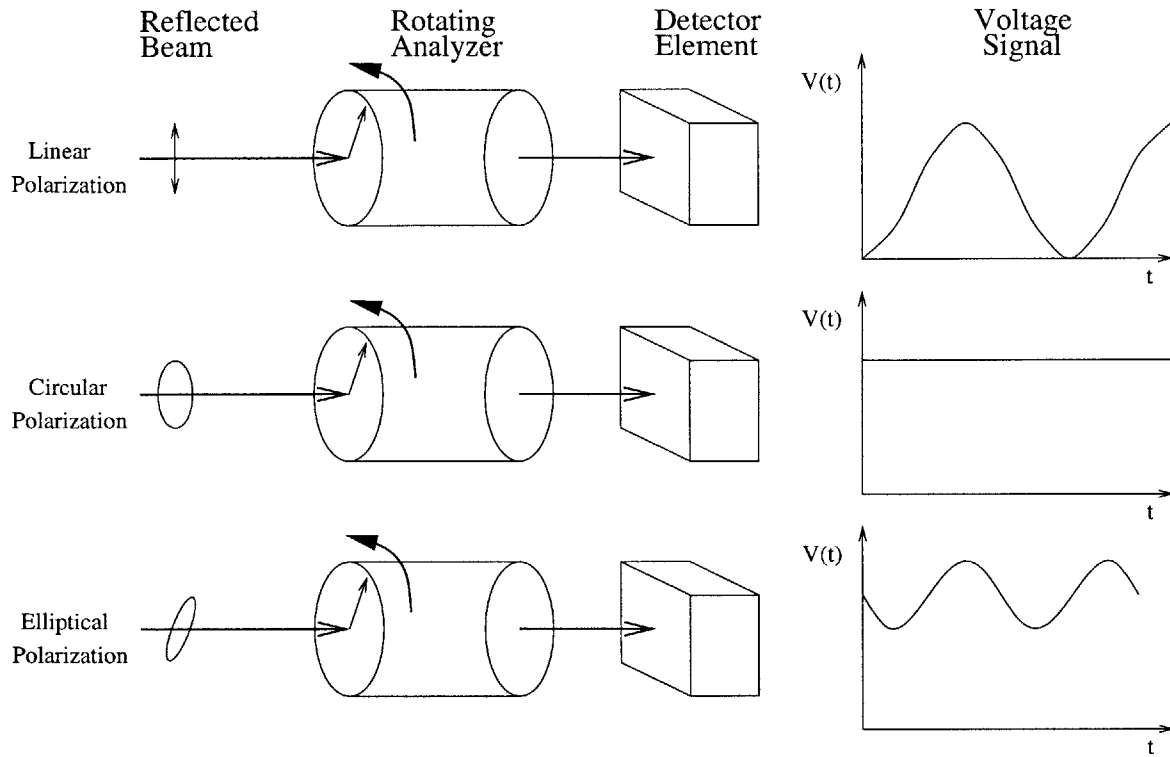 Reflected
Beam
Rotating
Analyzer
Detector
Element
Voltage
Signal
Linear
Polarization
V(t)
t
Circular
Polarization
V(t)
t
Elliptical
Polarization
V(t)
t